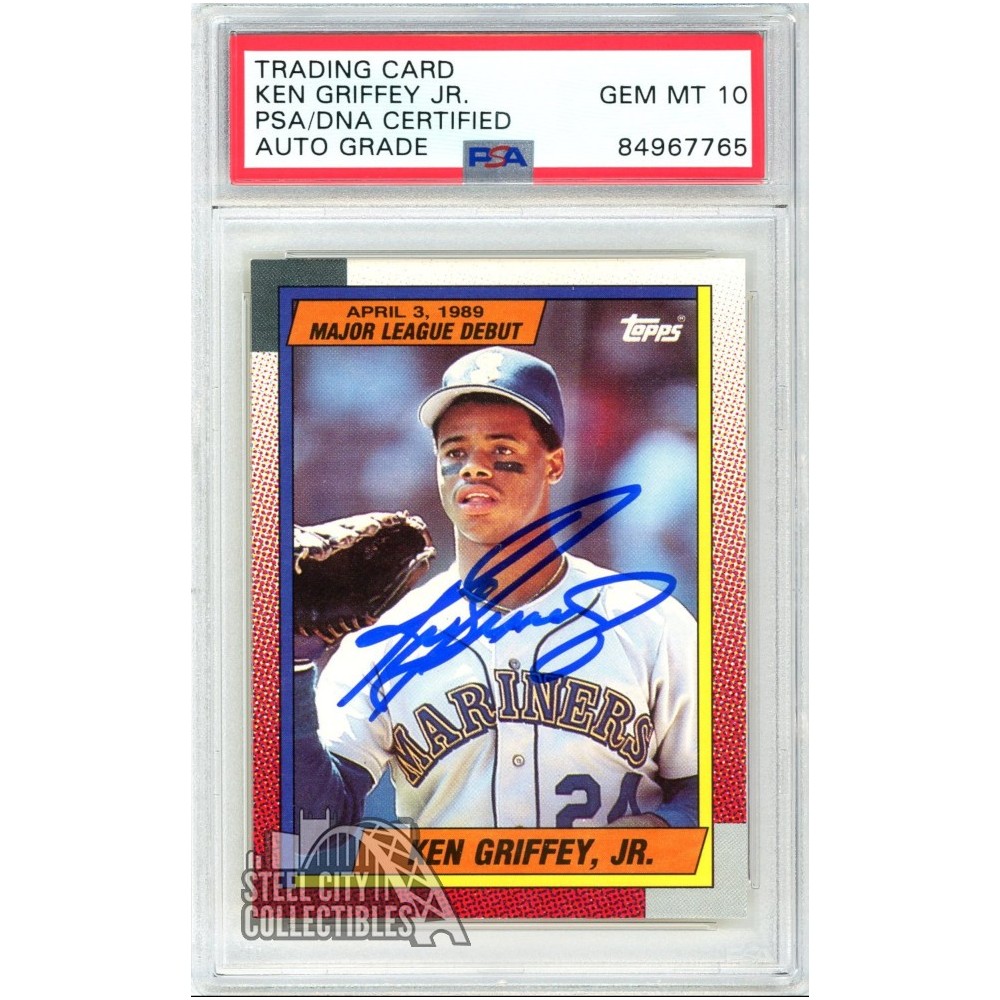 TRADING CARD
KEN GRIFFEY JR. GEM MT 10
PSA/DNA CERTIFIED
AUTO GRADE PSA 84967765
APRIL 3, 1989
MAJOR LEAGUE DEBUT
topps®
MARINERS
24
KEN GRIFFEY, JR.
STEEL CITY
COLLECTIBLES